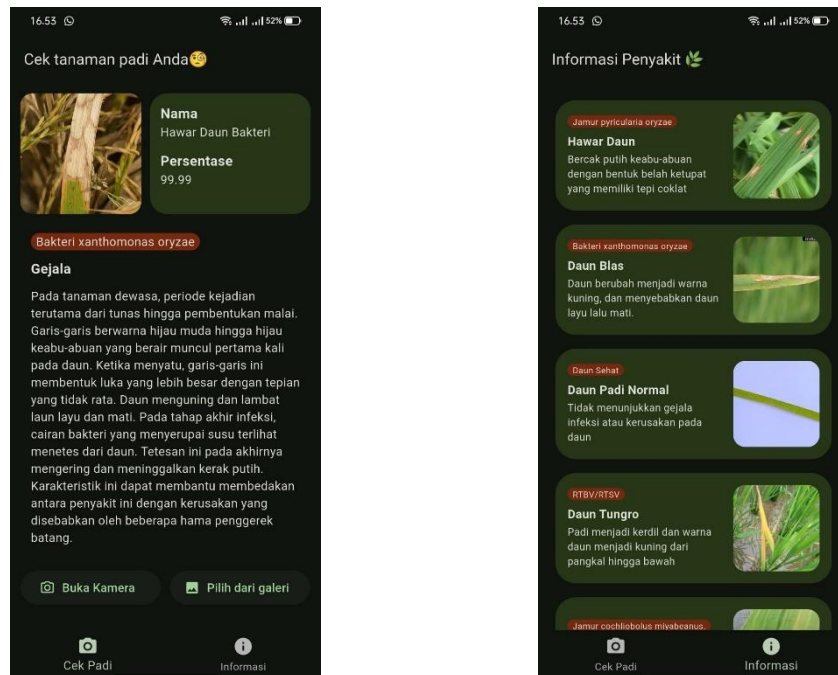 16.53
52%
Cek tanaman padi Anda🧐
Nama
Hawar Daun Bakteri
Persentase
99.99
Bakteri xanthomonas oryzae
Gejala
Pada tanaman dewasa, periode kejadian
terutama dari tunas hingga pembentukan malai.
Garis-garis berwarna hijau muda hingga hijau
keabu-abuan yang berair muncul pertama kali
pada daun. Ketika menyatu, garis-garis ini
membentuk luka yang lebih besar dengan tepian
yang tidak rata. Daun menguning dan lambat
laun layu dan mati. Pada tahap akhir infeksi,
cairan bakteri yang menyerupai susu terlihat
menetes dari daun. Tetesan ini pada akhirnya
mengering dan meninggalkan kerak putih.
Karakteristik ini dapat membantu membedakan
antara penyakit ini dengan kerusakan yang
disebabkan oleh beberapa hama penggerek
batang.
Buka Kamera
Pilih dari galeri
Cek Padi
Informasi
16.53
52%
Informasi Penyakit 🌿
Jamur pyricularia oryzae
Hawar Daun
Bercak putih keabu-abuan
dengan bentuk belah ketupat
yang memiliki tepi coklat
Bakteri xanthomonas oryzae
Daun Blas
Daun berubah menjadi warna
kuning, dan menyebabkan daun
layu lalu mati.
Daun Sehat
Daun Padi Normal
Tidak menunjukkan gejala
infeksi atau kerusakan pada
daun
RTBV/RTSV
Daun Tungro
Padi menjadi kerdil dan warna
daun menjadi kuning dari
pangkal hingga bawah
Jamur cochliobolus miyabeanus.
Cek Padi
Informasi